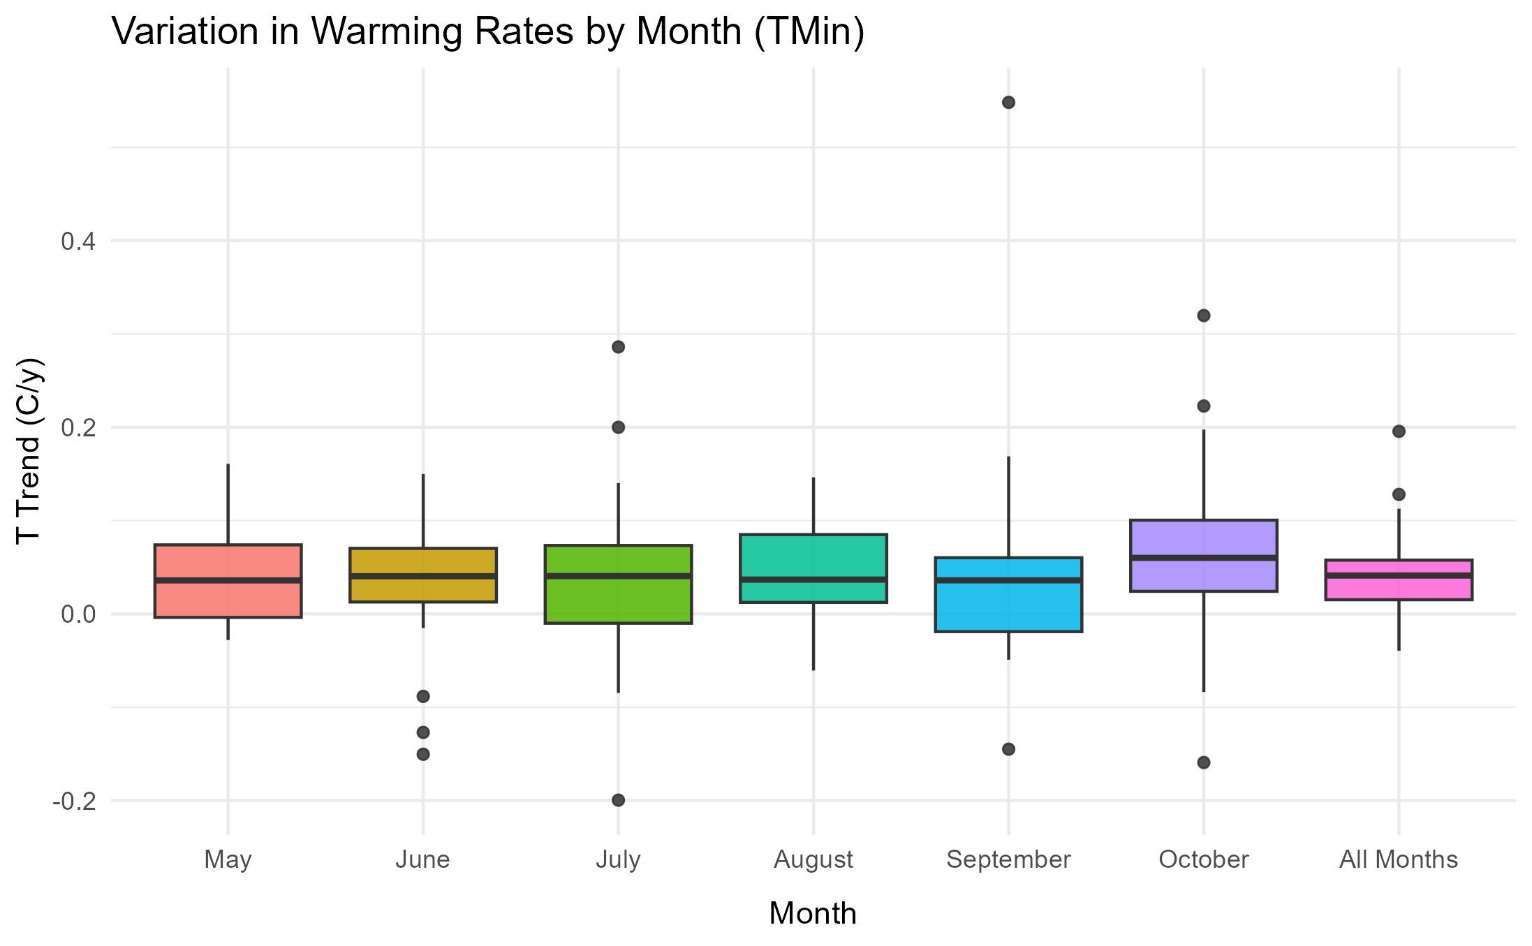 Variation in Warming Rates by Month (TMin)
T Trend (C/y)
0.4
0.2
0.0
-0.2
May June July August September October All Months
Month